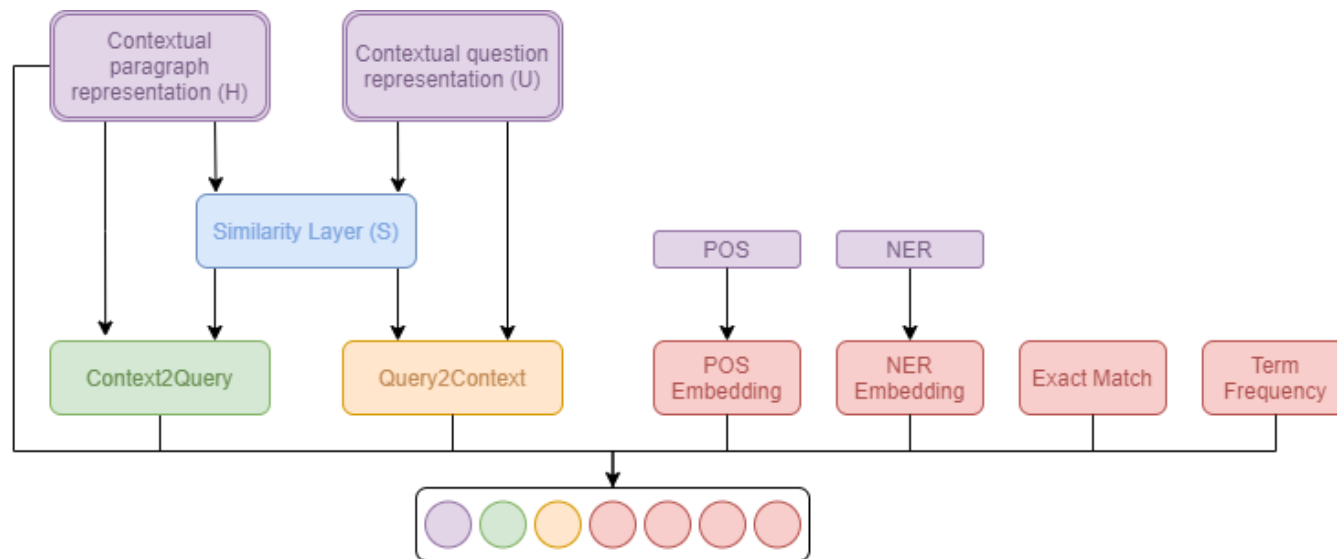 Contextual
paragraph
representation (H)
Contextual question
representation (U)
Similarity Layer (S)
POS
NER
Context2Query
Query2Context
POS
Embedding
NER
Embedding
Exact Match
Term
Frequency